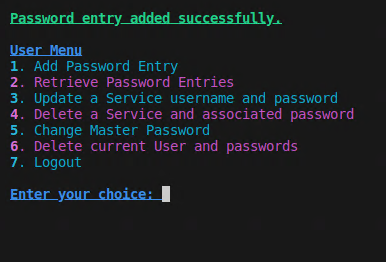 Password entry added successfully.
User Menu
1. Add Password Entry
2. Retrieve Password Entries
3. Update a Service username and password
4. Delete a Service and associated password
5. Change Master Password
6. Delete current User and passwords
7. Logout
Enter your choice: